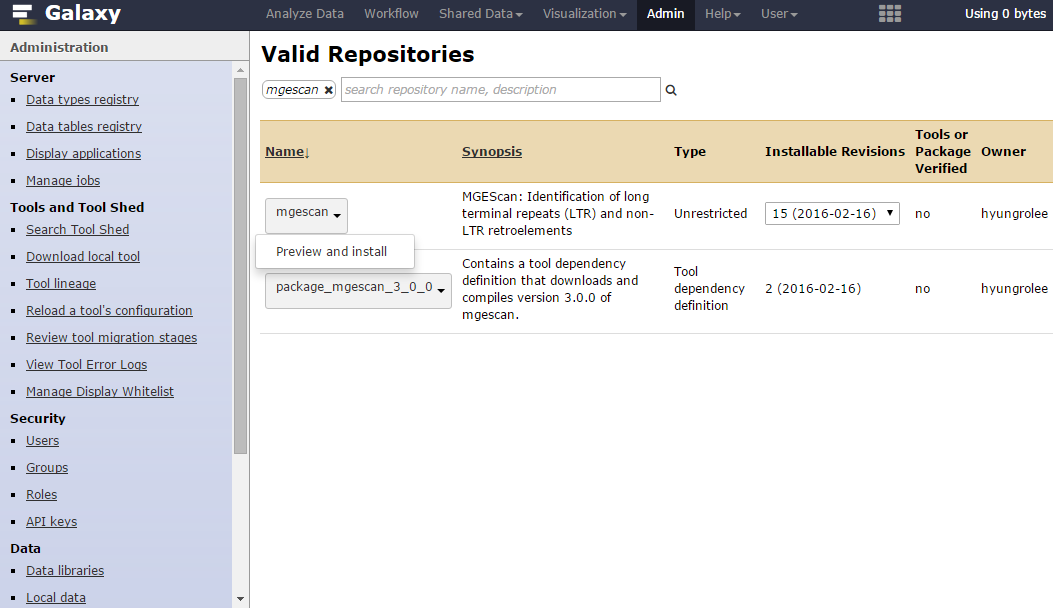 Galaxy
Analyze Data Workflow Shared Data Visualization Admin Help User Using 0 bytes
Administration
Server
Data types registry
Data tables registry
Display applications
Manage jobs
Tools and Tool Shed
Search Tool Shed
Download local tool
Tool lineage
Reload a tool's configuration
Review tool migration stages
View Tool Error Logs
Manage Display Whitelist
Security
Users
Groups
Roles
API keys
Data
Data libraries
Local data
Valid Repositories
mgescan search repository name, description
Name↓ Synopsis Type Installable Revisions Tools or Package Verified Owner
mgescan
MGEScan: Identification of long
terminal repeats (LTR) and non-
LTR retroelements
Unrestricted
15 (2016-02-16)
no
hyungrolee
Preview and install
package_mgescan_3_0_0
Contains a tool dependency
definition that downloads and
compiles version 3.0.0 of
mgescan.
Tool
dependency
definition
2 (2016-02-16)
no
hyungrolee